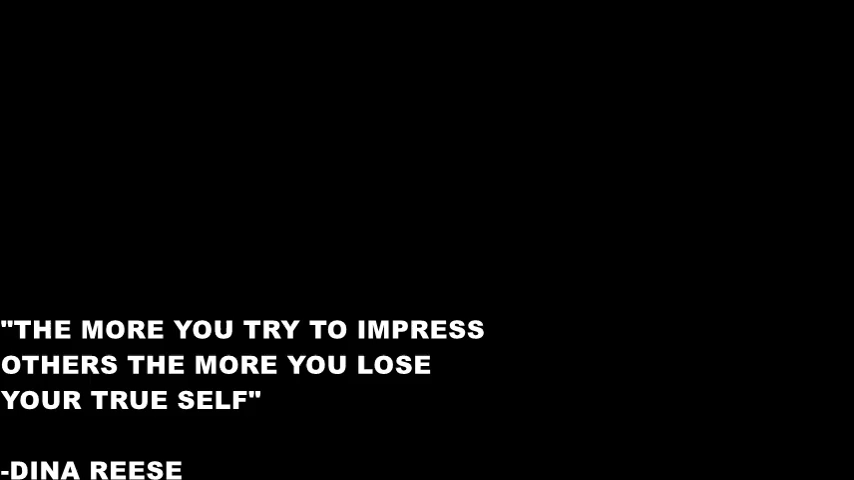 "THE MORE YOU TRY TO IMPRESS
OTHERS THE MORE YOU LOSE
YOUR TRUE SELF"
-DINA REESE